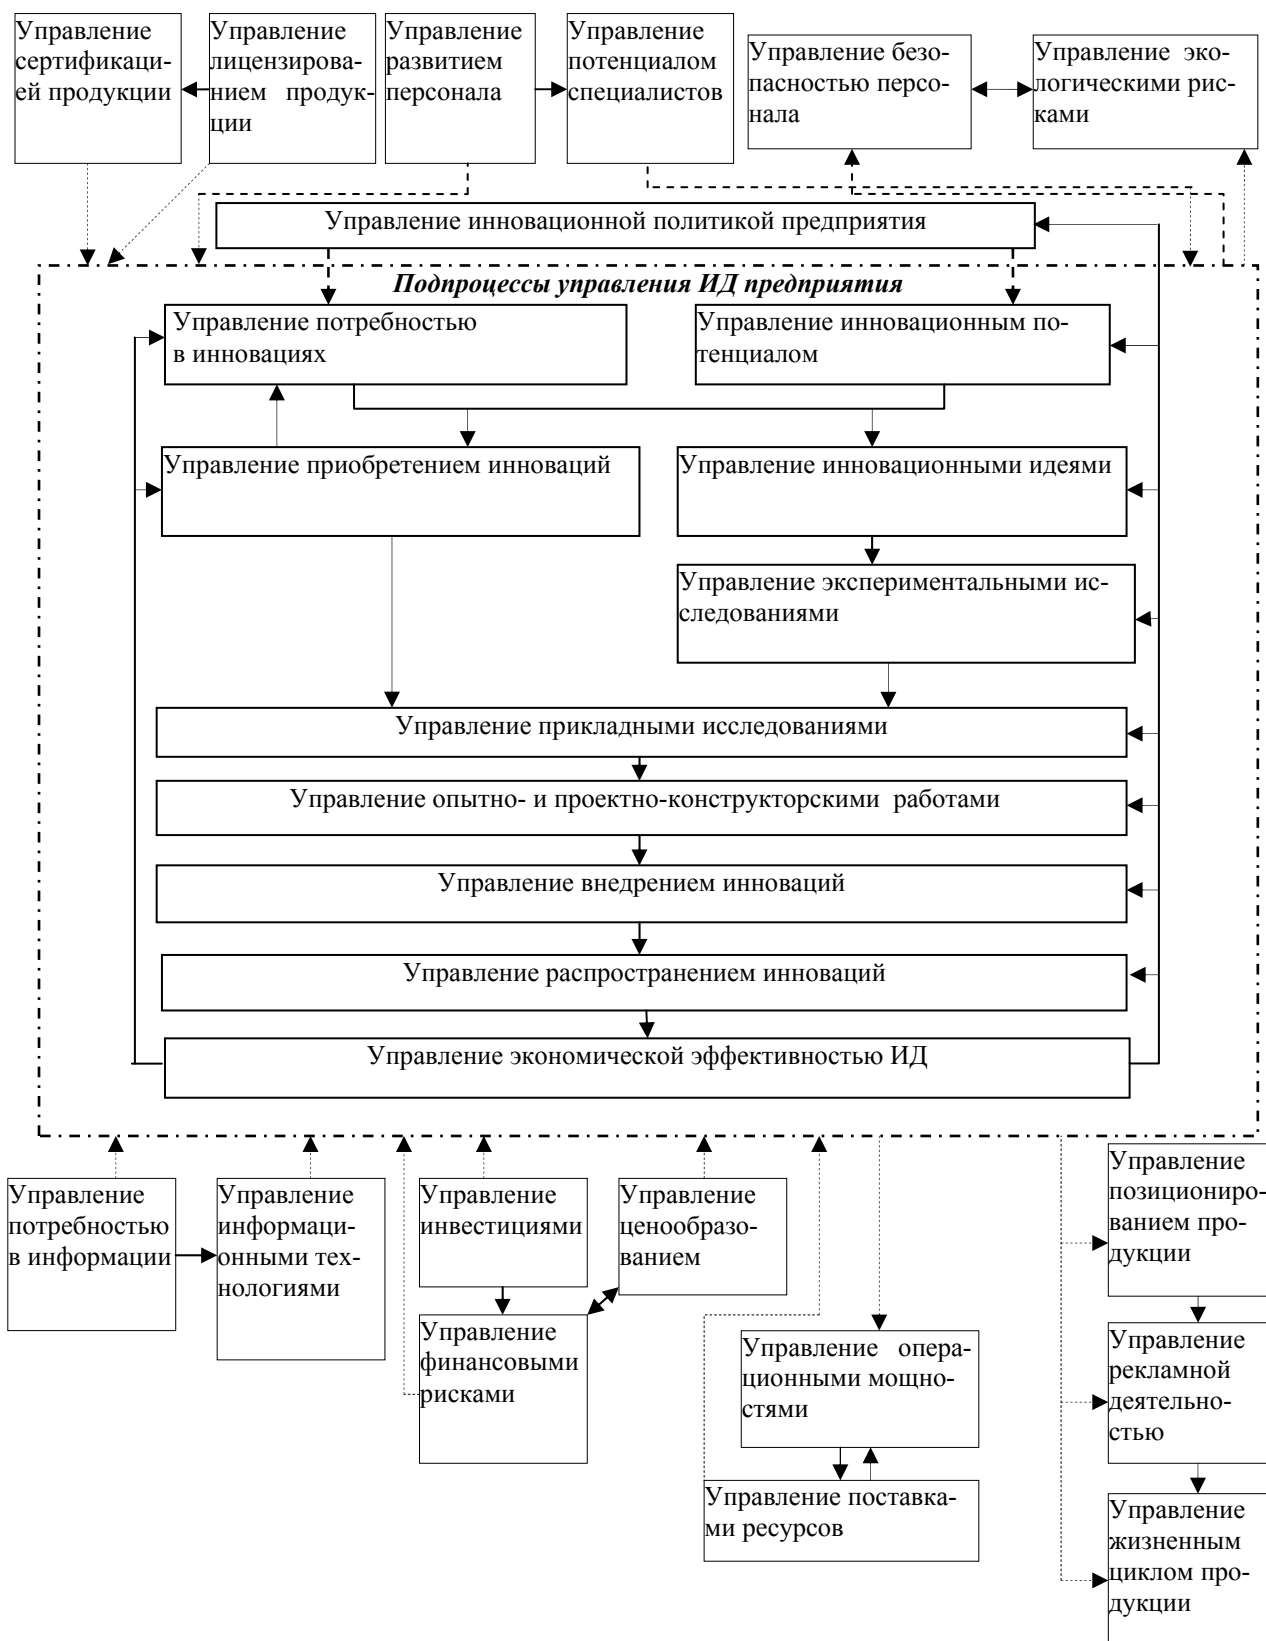 Управление
сертификаци-
ей продукции
Управление
лицензирова-
нием продук-
ции
Управление
развитием
персонала
Управление
потенциалом
специалистов
Управление безо-
пасностью персо-
нала
Управление эко-
логическими рис-
ками
Управление инновационной политикой предприятия
Подпроцессы управления ИД предприятия
Управление потребностью
в инновациях
Управление инновационным по-
тенциалом
Управление приобретением инноваций
Управление инновационными идеями
Управление экспериментальными ис-
следованиями
Управление прикладными исследованиями
Управление опытно- и проектно-конструкторскими работами
Управление внедрением инноваций
Управление распространением инноваций
Управление экономической эффективностью ИД
Управление
потребностью
в информации
Управление
информаци-
онными тех-
нологиями
Управление
инвестициями
Управление
ценообразо-
ванием
Управление
позициониро-
ванием про-
дукции
Управление
финансовыми
рисками
Управление опера-
ционными мощно-
стями
Управление
рекламной
деятельно-
стью
Управление поставка-
ми ресурсов
Управление
жизненным
циклом про-
дукции